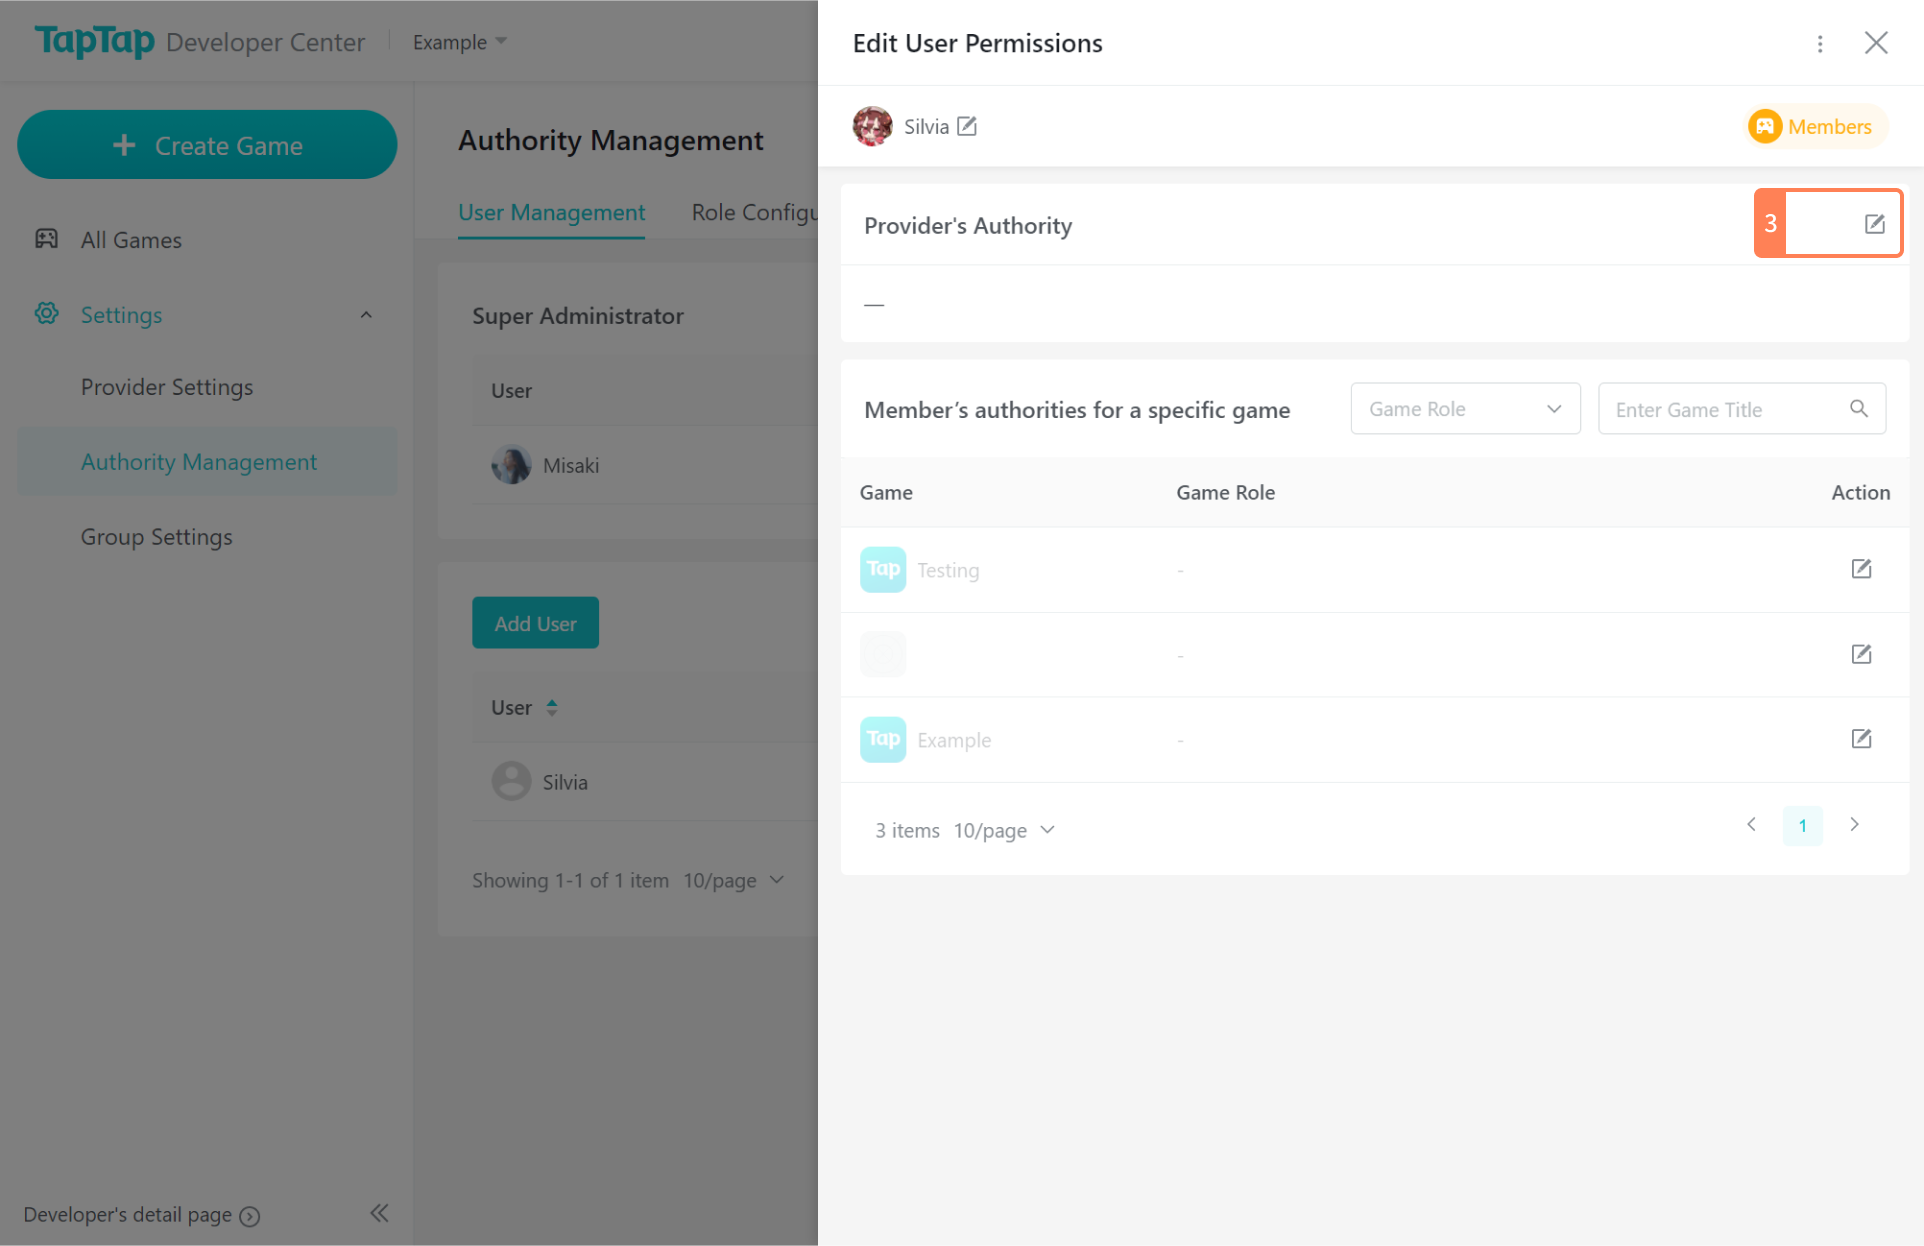 TapTap Developer Center
Example
Create Game
All Games
Settings
Provider Settings
Authority Management
Group Settings
Developer's detail page
Authority Management
User Management
Role Configu
Super Administrator
User
Misaki
Add User
User
Silvia
Showing 1-1 of 1 item 10/page
Edit User Permissions
Silvia
Members
Provider's Authority
3
—
Member’s authorities for a specific game
Game Role
Enter Game Title
Game Game Role Action
Tap Testing -
-
Tap Example -
3 items 10/page
1